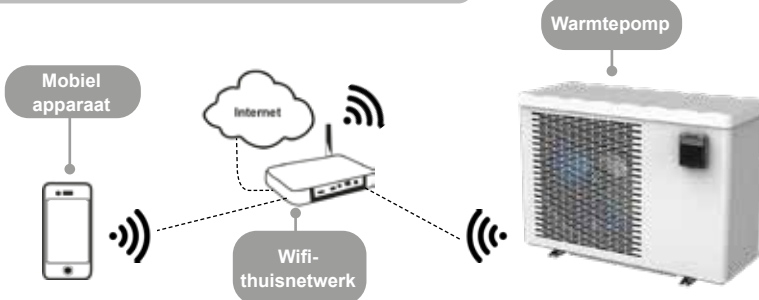 Warmtepomp
Mobiel
apparaat
Internet
Wifi-
thuisnetwerk